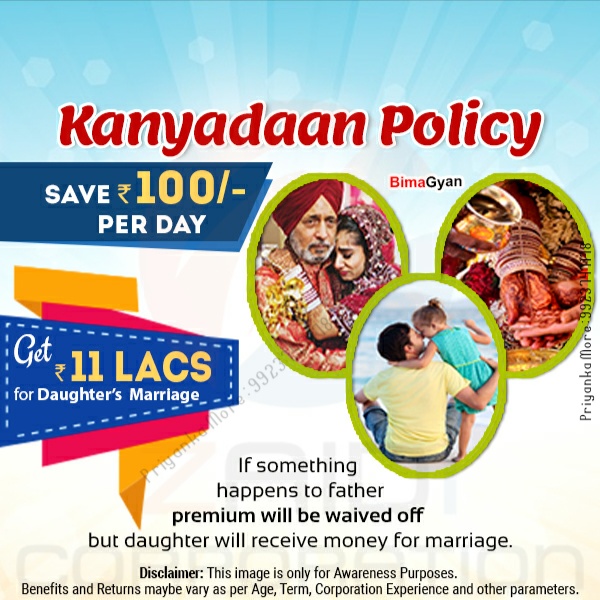 Kanyadaan Policy
BimaGyan
SAVE ₹100/-
PER DAY
Get
₹11 LACS
for Daughter's Marriage
If something
happens to father
premium will be waived off
but daughter will receive money for marriage.
Disclaimer: This image is only for Awareness Purposes.
Benefits and Returns maybe vary as per Age, Term, Corporation Experience and other parameters.